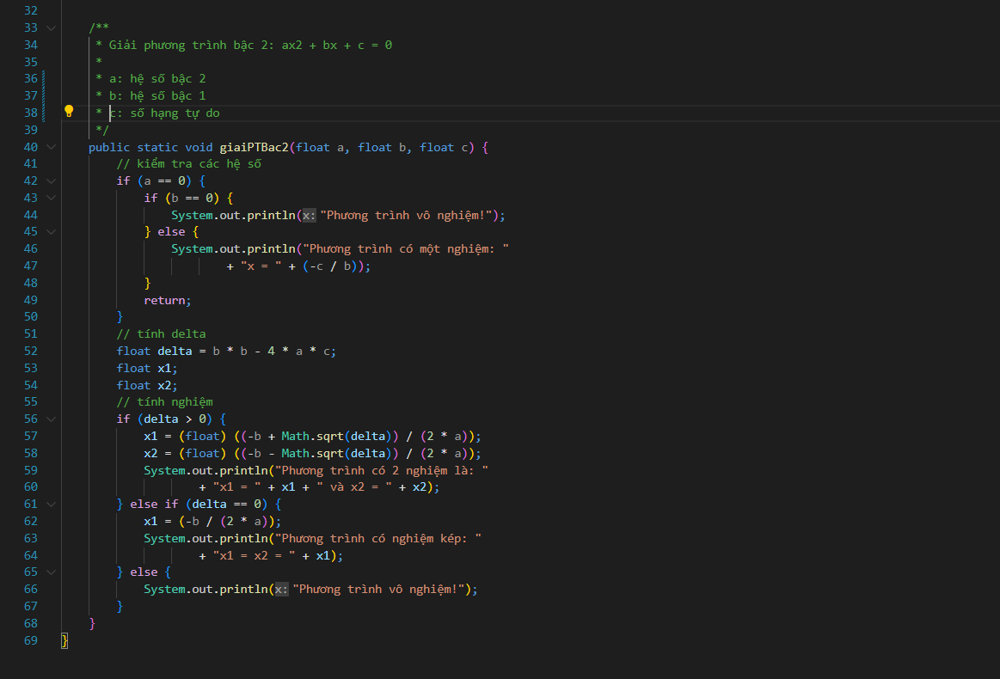 32
33 /**
34 * Giải phương trình bậc 2: ax2 + bx + c = 0
35 *
36 * a: hệ số bậc 2
37 * b: hệ số bậc 1
38 * c: số hạng tự do
39 */
40 public static void giaiPTBac2(float a, float b, float c) {
41 // kiểm tra các hệ số
42 if (a == 0) {
43 if (b == 0) {
44 System.out.println(x: "Phương trình vô nghiệm!");
45 } else {
46 System.out.println("Phương trình có một nghiệm: "
47 + "x = " + (-c / b));
48 }
49 return;
50 }
51 // tính delta
52 float delta = b * b - 4 * a * c;
53 float x1;
54 float x2;
55 // tính nghiệm
56 if (delta > 0) {
57 x1 = (float) ((-b + Math.sqrt(delta)) / (2 * a));
58 x2 = (float) ((-b - Math.sqrt(delta)) / (2 * a));
59 System.out.println("Phương trình có 2 nghiệm là: "
60 + "x1 = " + x1 + " và x2 = " + x2);
61 } else if (delta == 0) {
62 x1 = (-b / (2 * a));
63 System.out.println("Phương trình có nghiệm kép: "
64 + "x1 = x2 = " + x1);
65 } else {
66 System.out.println(x: "Phương trình vô nghiệm!");
67 }
68 }
69 }